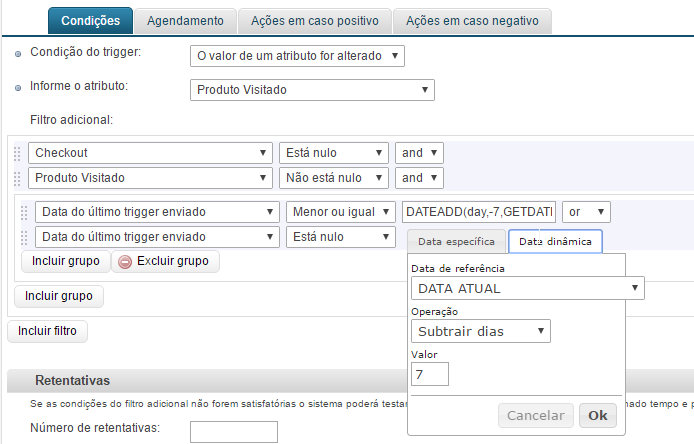 Condições Agendamento Ações em caso positivo Ações em caso negativo
Condição do trigger: O valor de um atributo for alterado
Informe o atributo: Produto Visitado
Filtro adicional:
Checkout Está nulo and
Produto Visitado Não está nulo and
Data do último trigger enviado Menor ou igual DATEADD(day,-7,GETDATE or
Data do último trigger enviado Está nulo
Data específica Data dinâmica
Incluir grupo Excluir grupo
Data de referência
DATA ATUAL
Incluir grupo
Operação
Subtrair dias
Incluir filtro
Valor
7
Retentativas
Cancelar Ok
Se as condições do filtro adicional não forem satisfatórias o sistema poderá testar tempo e
Número de retentativas: